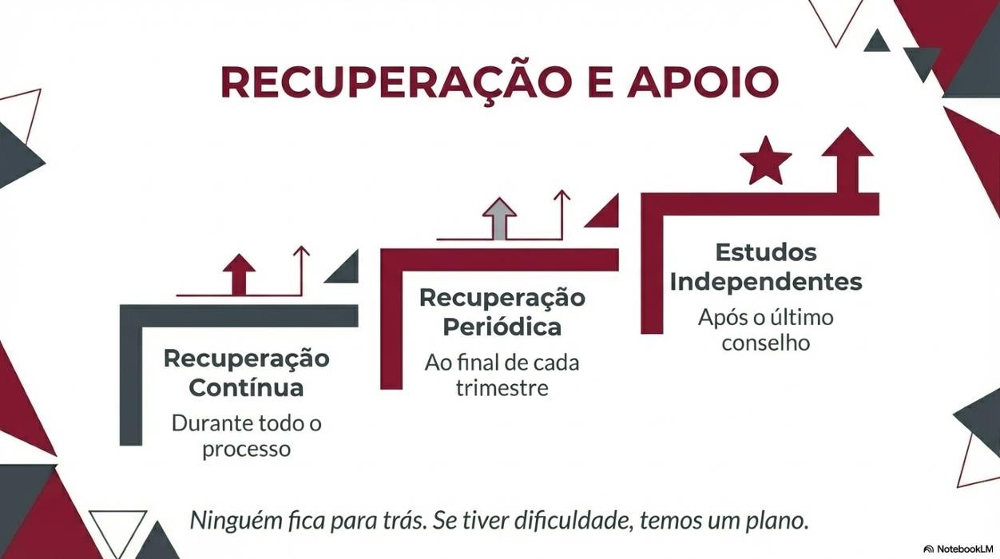 RECUPERAÇÃO E APOIO
Recuperação
Contínua
Durante todo o
processo
Recuperação
Periódica
Ao final de cada
trimestre
Estudos
Independentes
Após o último
conselho
Ninguém fica para trás. Se tiver dificuldade, temos um plano.
NotebookLM